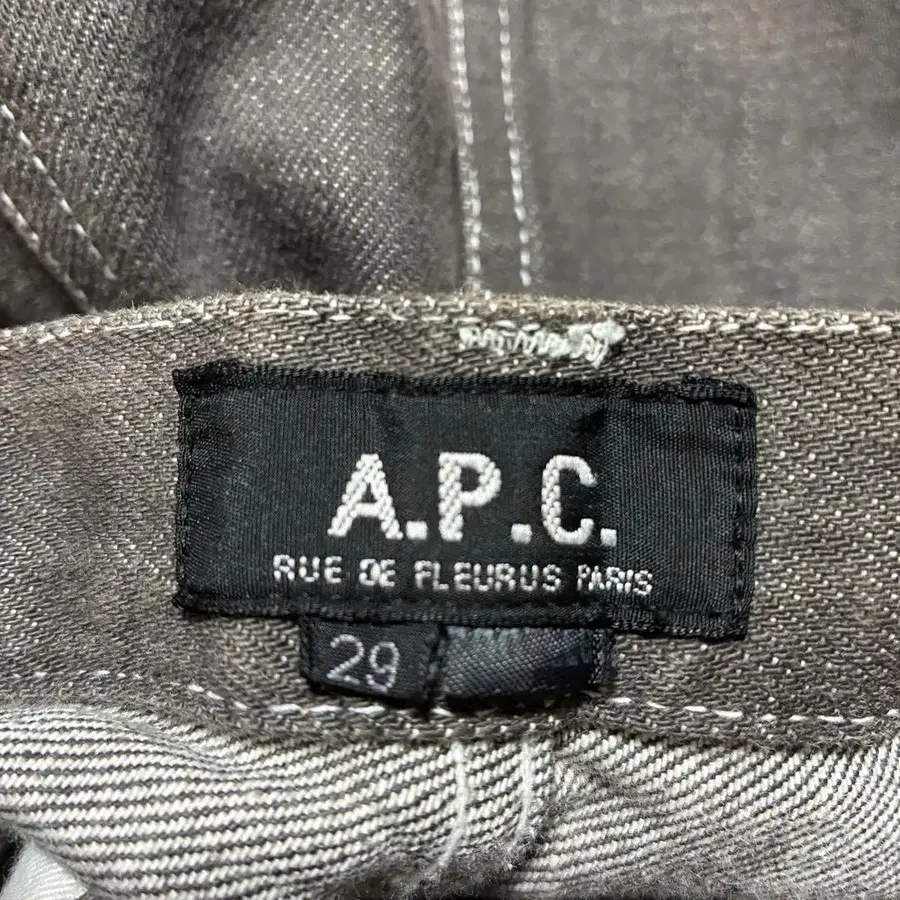 A.P.C.
RUE DE FLEURUS PARIS
29